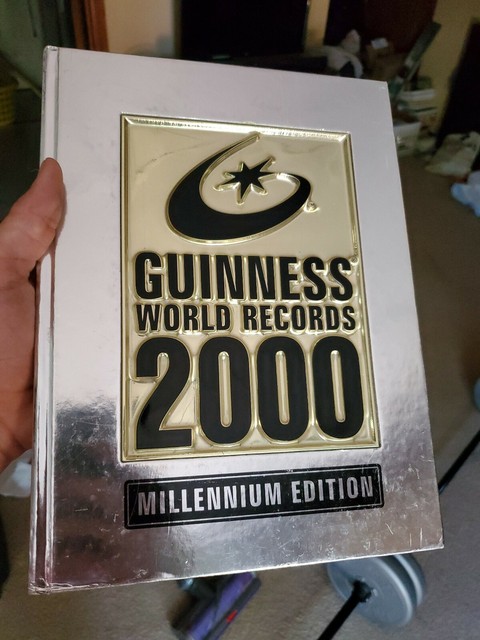 GUINNESS
WORLD RECORDS
2000
MILLENNIUM EDITION